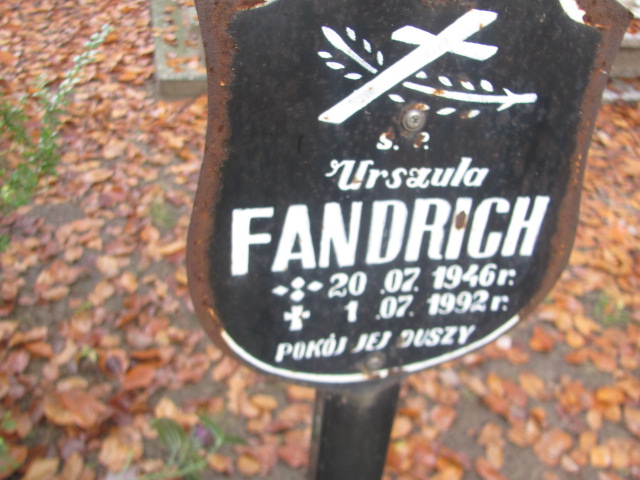 Ś. P.
Urszula
FANDRICH
20 .07. 1946 r.
1 .07. 1992 r.
POKÓJ JEJ DUSZY